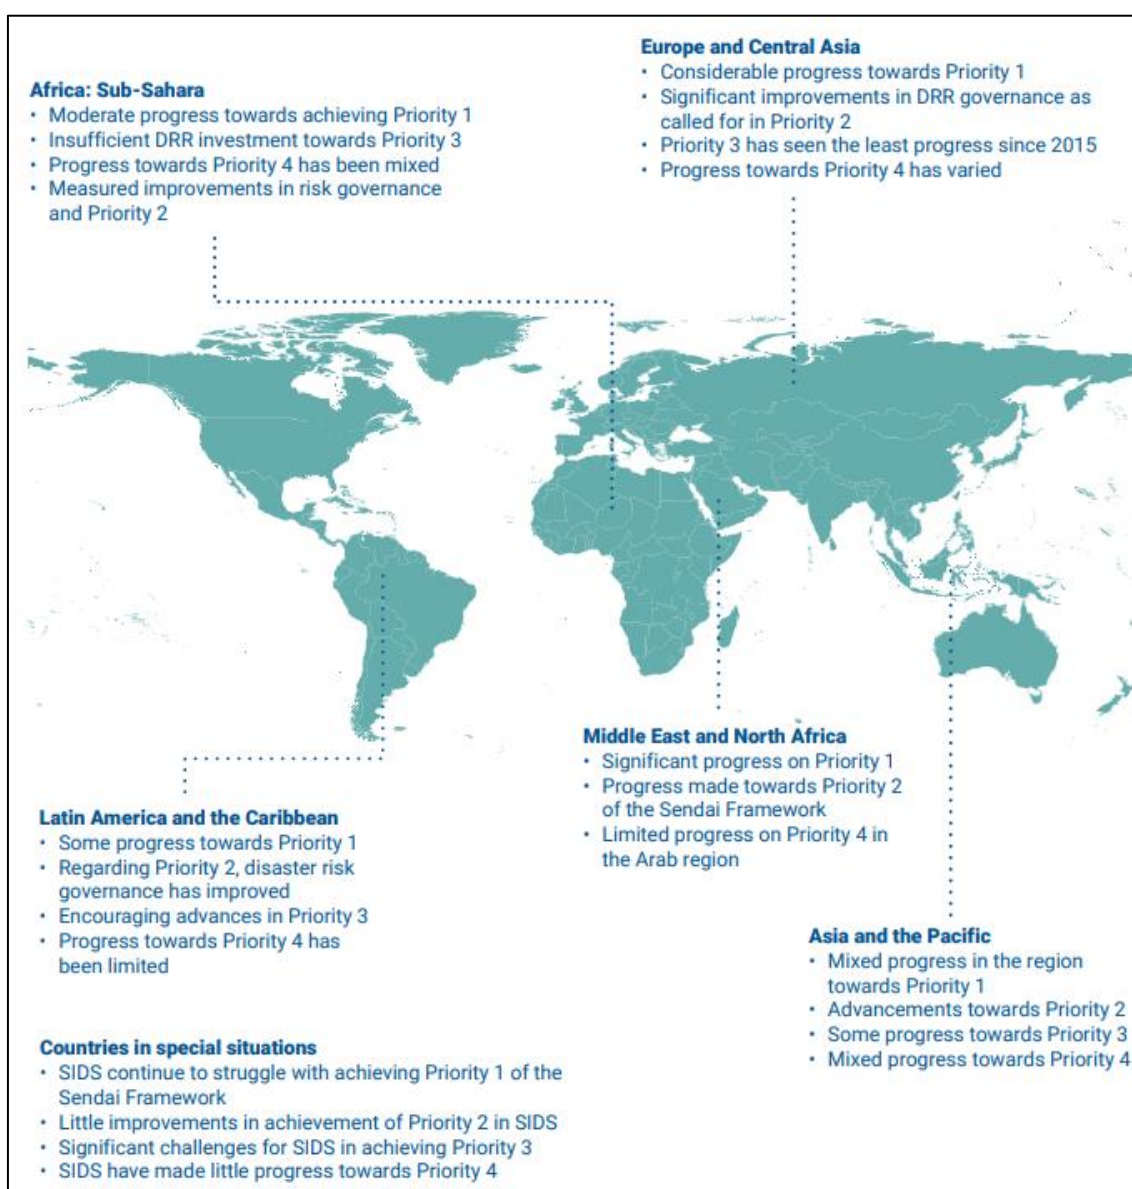 Africa: Sub-Sahara
• Moderate progress towards achieving Priority 1
• Insufficient DRR investment towards Priority 3
• Progress towards Priority 4 has been mixed
• Measured improvements in risk governance
and Priority 2
Europe and Central Asia
• Considerable progress towards Priority 1
• Significant improvements in DRR governance as
called for in Priority 2
• Priority 3 has seen the least progress since 2015
• Progress towards Priority 4 has varied
Middle East and North Africa
• Significant progress on Priority 1
• Progress made towards Priority 2
of the Sendai Framework
• Limited progress on Priority 4 in
the Arab region
Latin America and the Caribbean
• Some progress towards Priority 1
• Regarding Priority 2, disaster risk
governance has improved
• Encouraging advances in Priority 3
• Progress towards Priority 4 has
been limited
Asia and the Pacific
• Mixed progress in the region
towards Priority 1
• Advancements towards Priority 2
• Some progress towards Priority 3
• Mixed progress towards Priority 4
Countries in special situations
• SIDS continue to struggle with achieving Priority 1 of the
Sendai Framework
• Little improvements in achievement of Priority 2 in SIDS
• Significant challenges for SIDS in achieving Priority 3
• SIDS have made little progress towards Priority 4